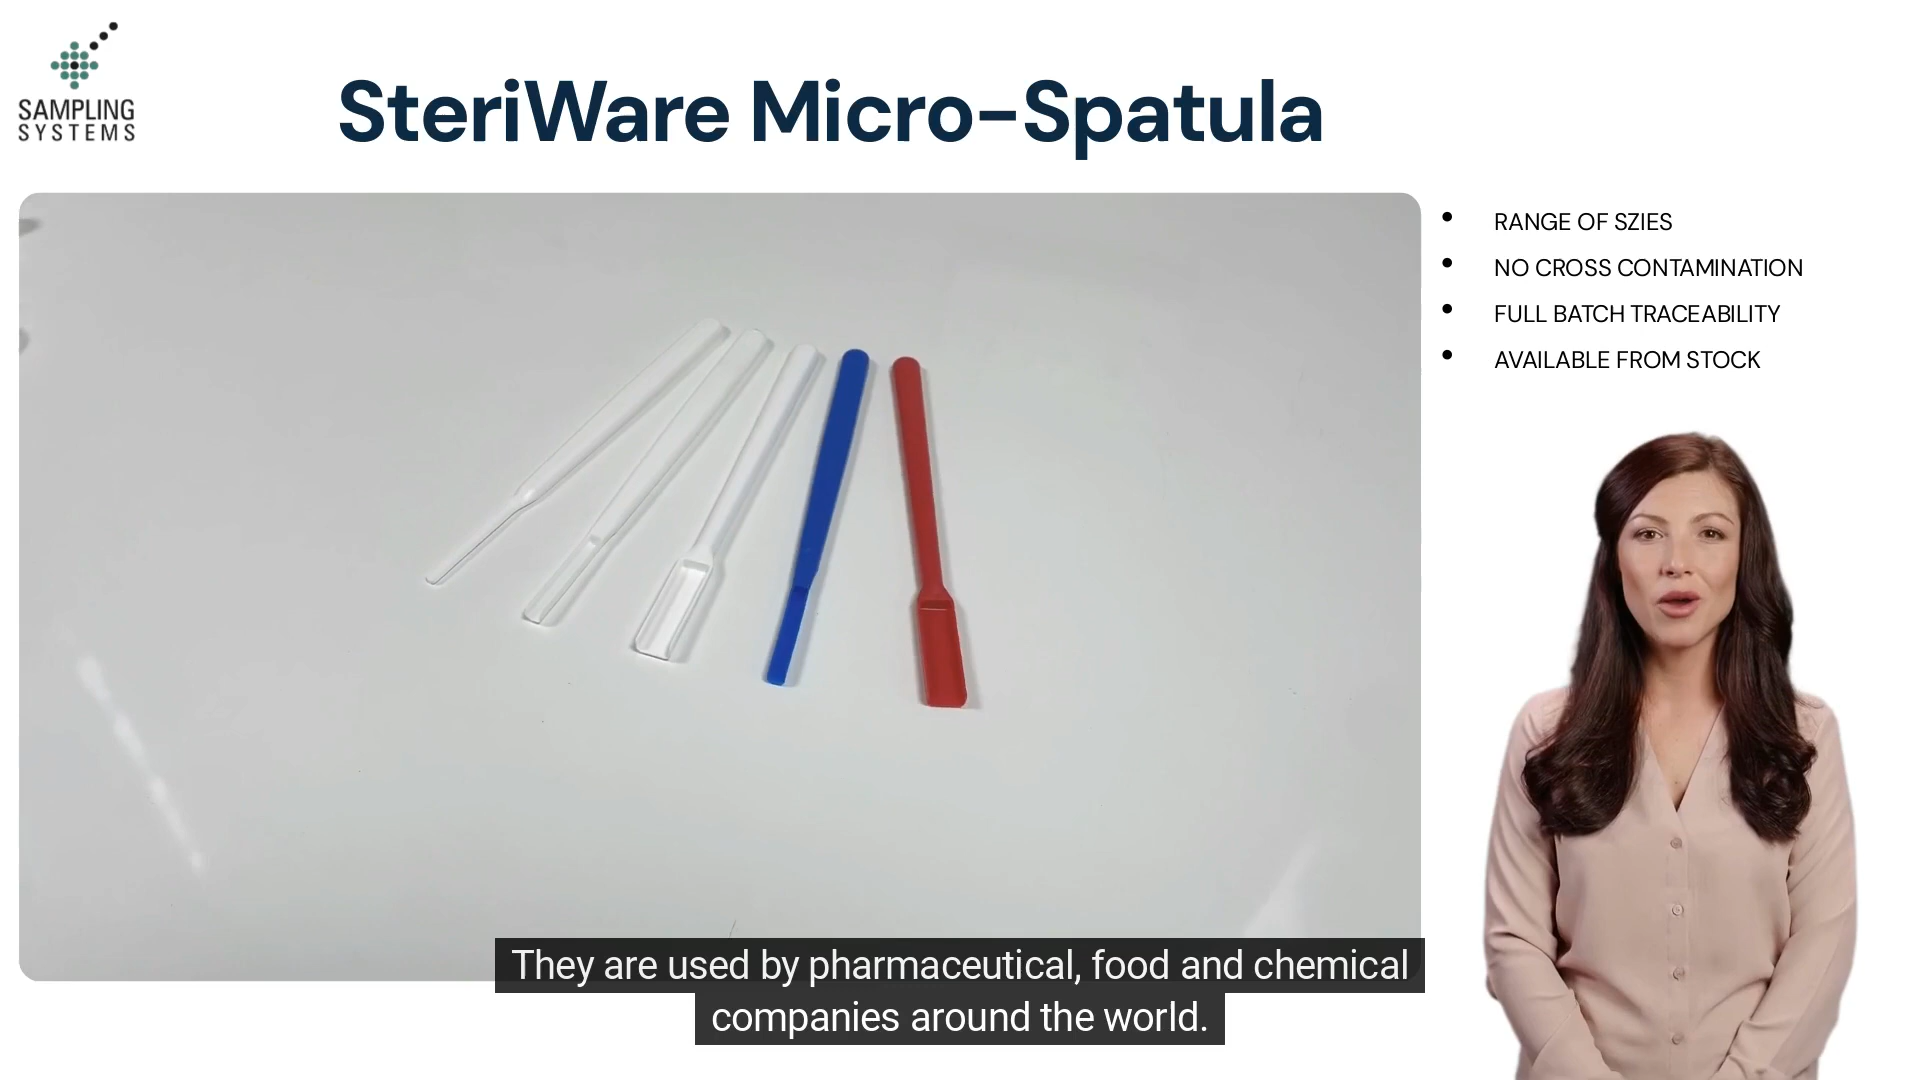 SAMPLING
SYSTEMS
SteriWare Micro-Spatula
• RANGE OF SZIES
• NO CROSS CONTAMINATION
• FULL BATCH TRACEABILITY
• AVAILABLE FROM STOCK
They are used by pharmaceutical, food and chemical
companies around the world.